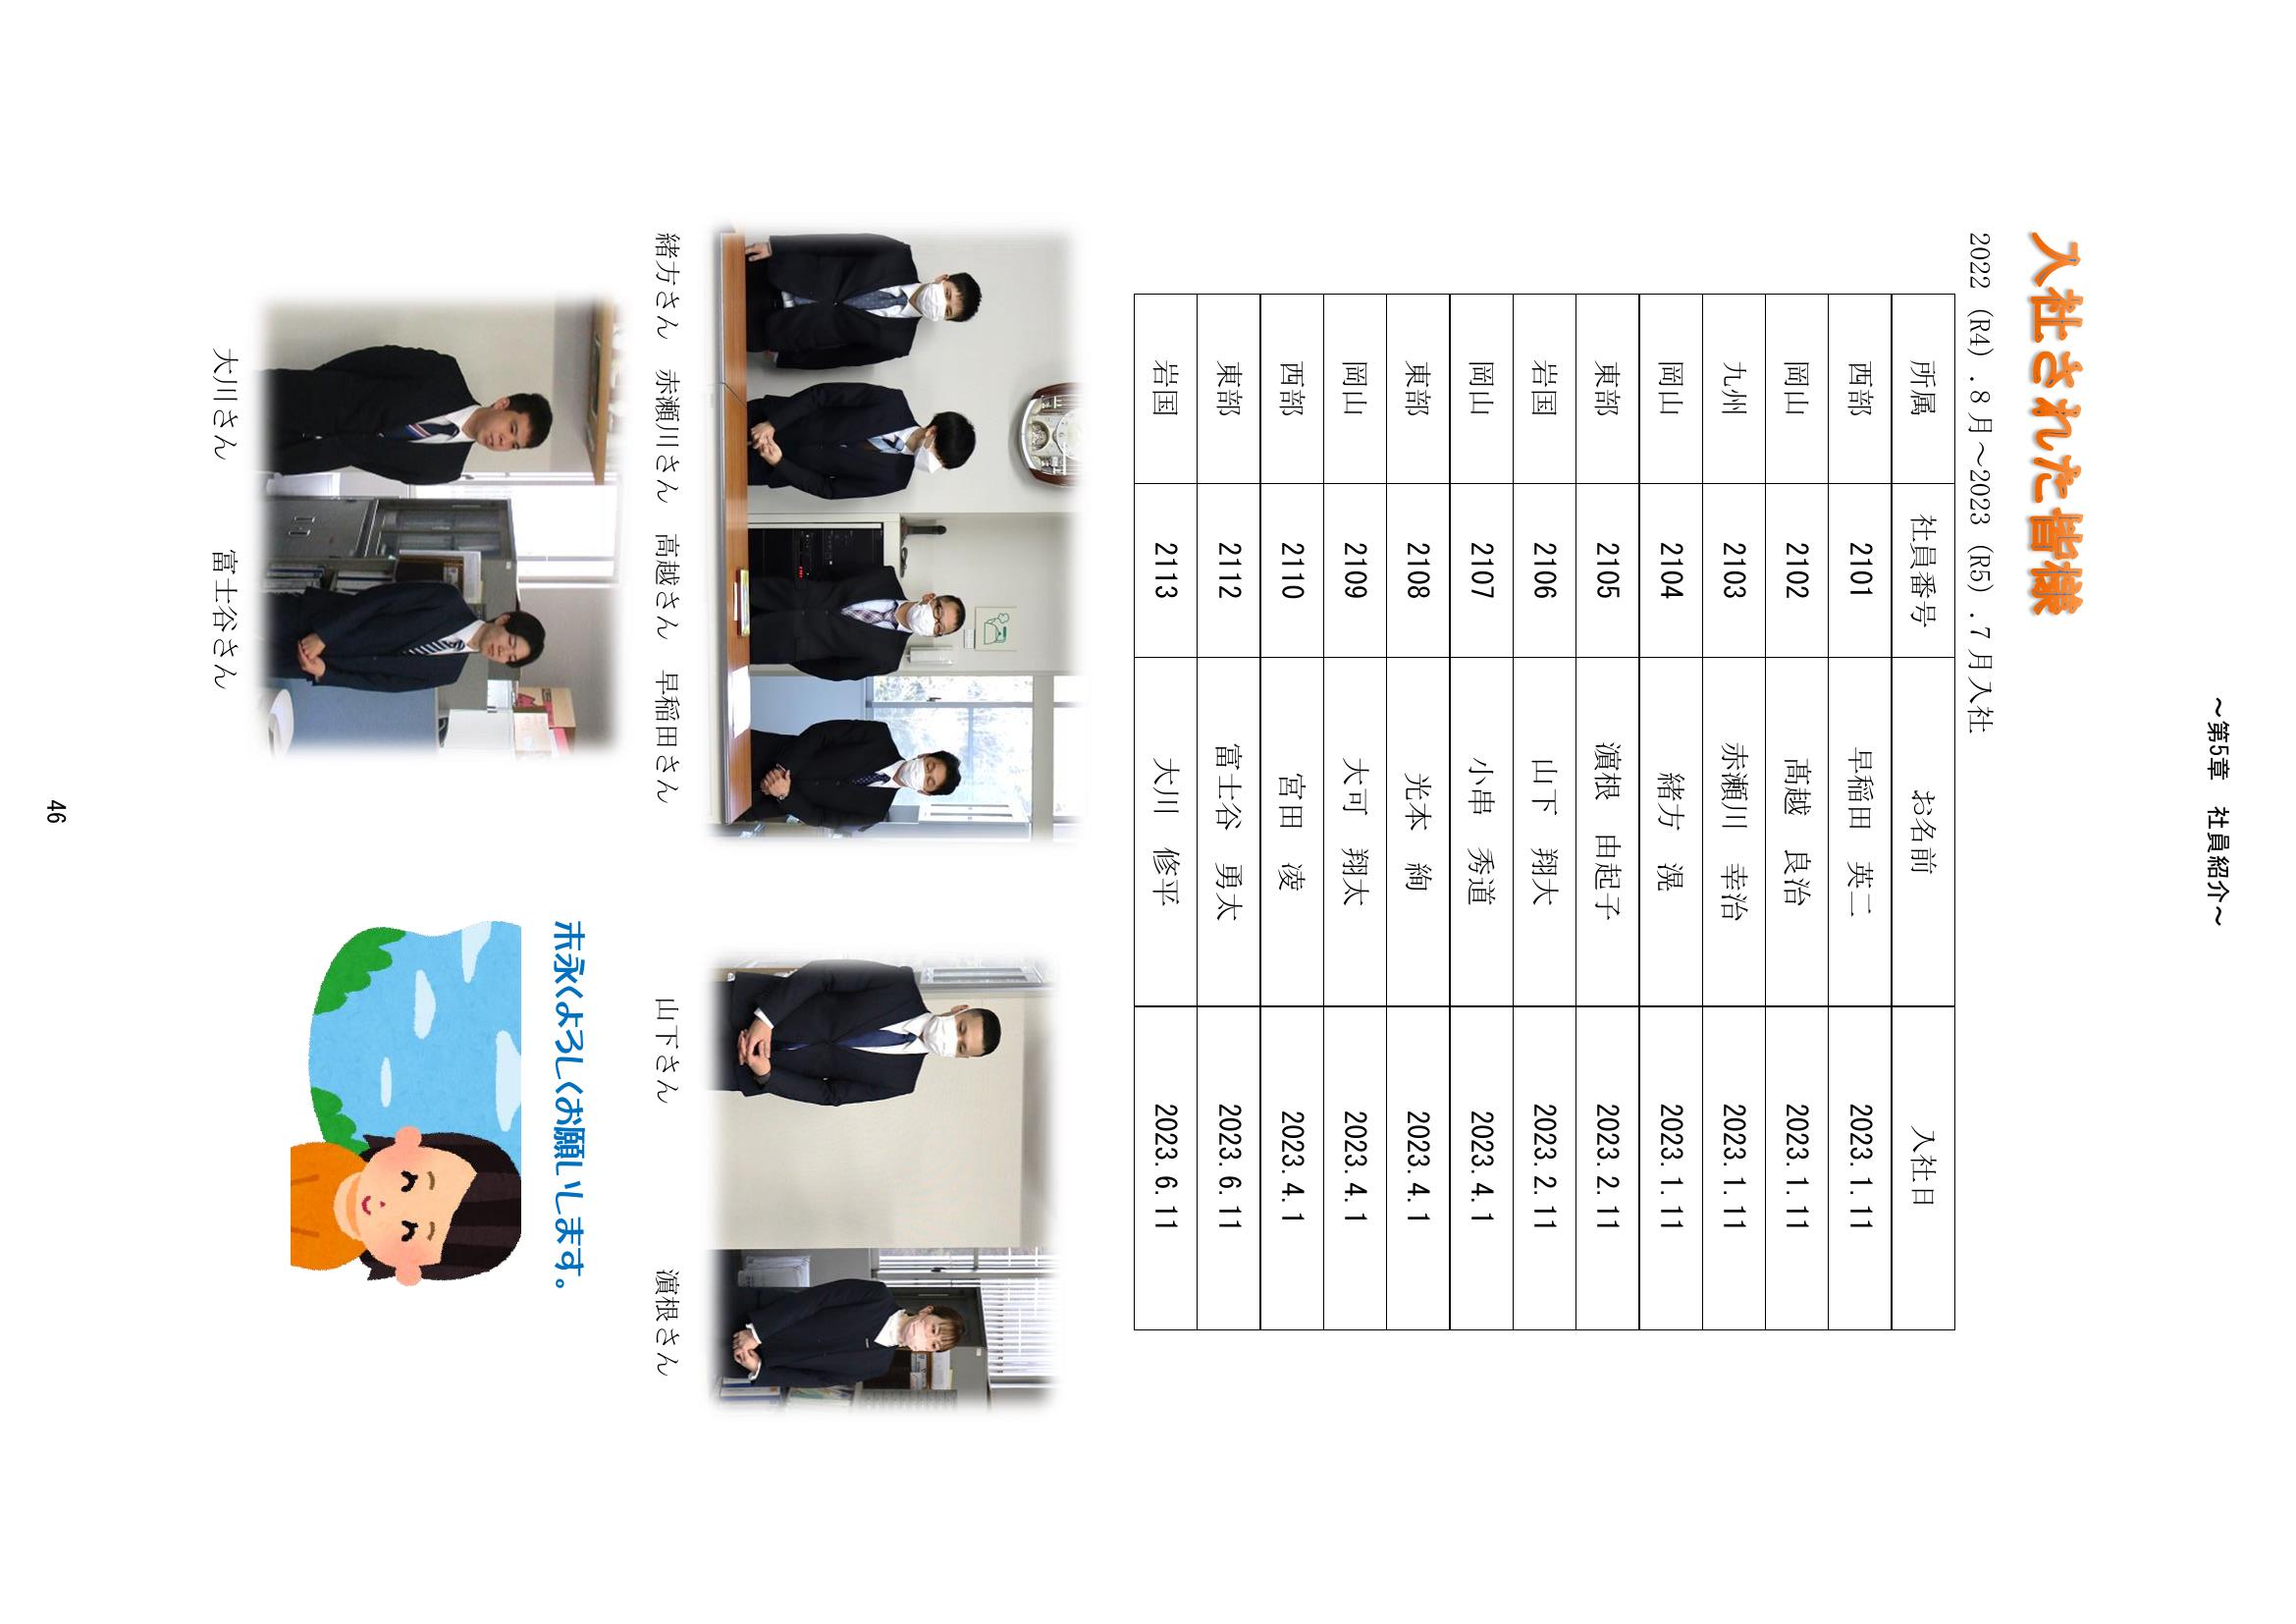 ～第5章　社員紹介～
入社された皆様
2022（R4）.８月～2023（R5）.７月入社
所属　社員番号　お名前　入社日
西部　2101　早稲田　英二　2023.1.11
岡山　2102　髙越　良治　2023.1.11
九州　2103　赤瀬川　幸治　2023.1.11
岡山　2104　緒方　滉　2023.1.11
東部　2105　濵根　由起子　2023.2.11
岩国　2106　山下　翔大　2023.2.11
岡山　2107　小串　秀道　2023.4.1
東部　2108　光本　絢　2023.4.1
岡山　2109　大可　翔太　2023.4.1
西部　2110　宮田　凌　2023.4.1
東部　2112　富士谷　勇太　2023.6.11
岩国　2113　大川　修平　2023.6.11
緒方さん　赤瀬川さん　高越さん　早稲田さん
山下さん　濵根さん
大川さん　富士谷さん
末永くよろしくお願いします。
46